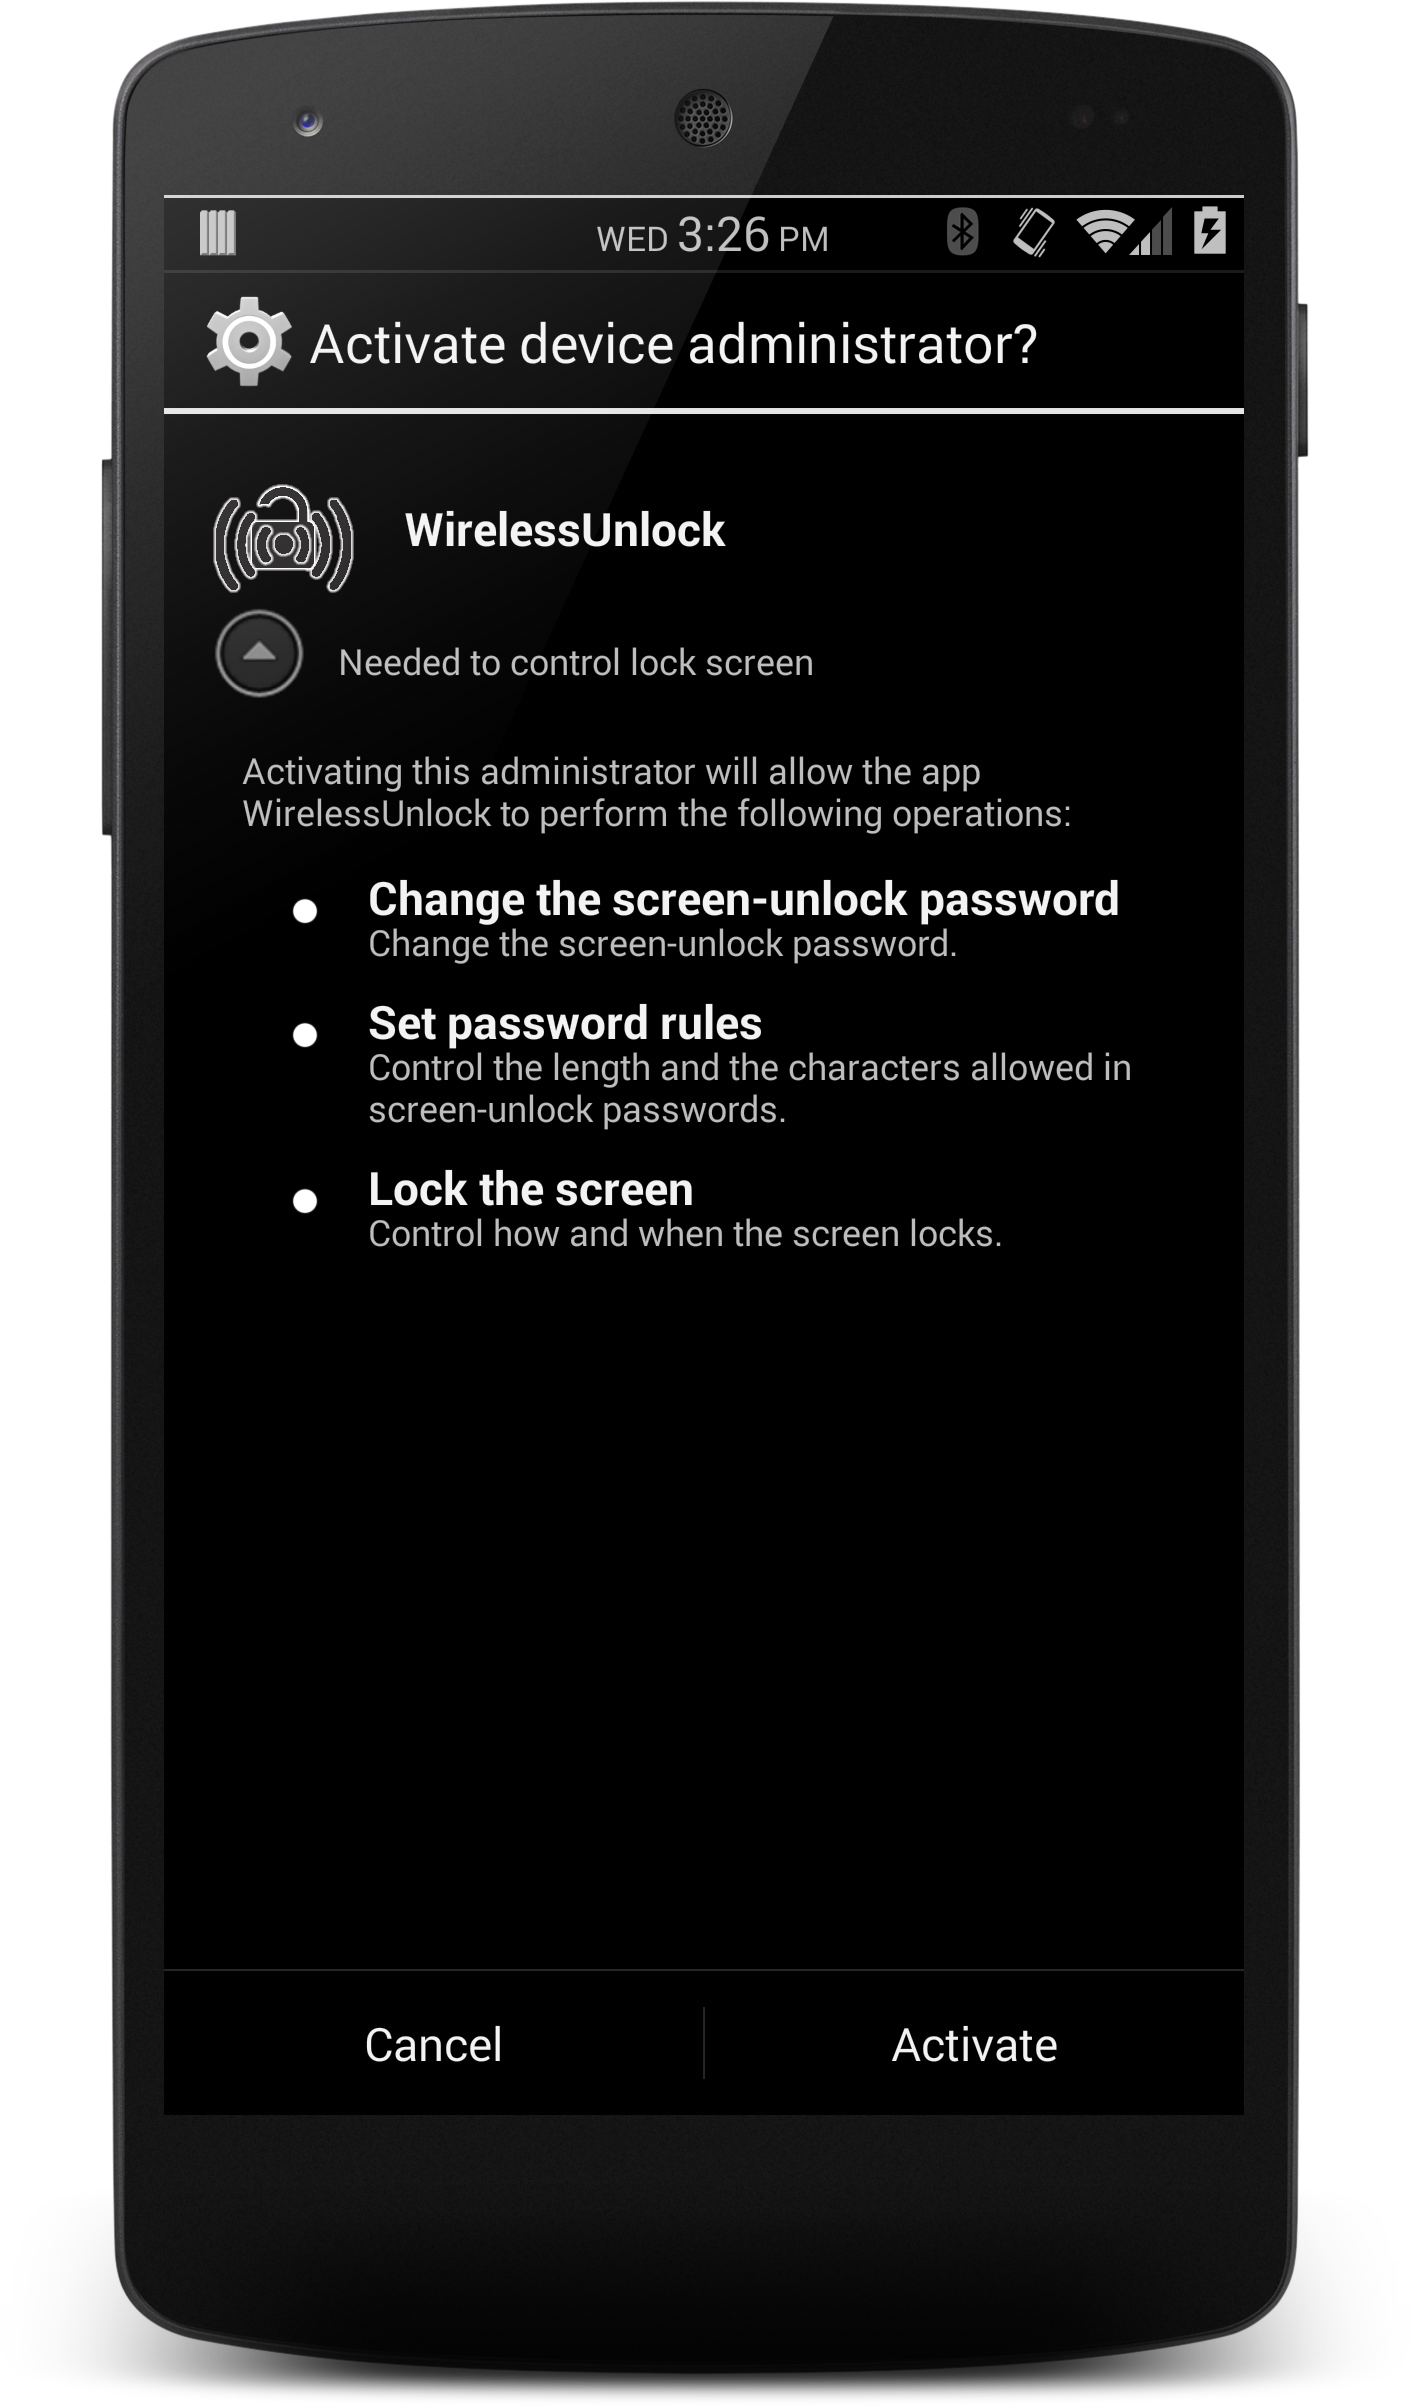 WED 3:26 PM
Activate device administrator?
WirelessUnlock
Needed to control lock screen
Activating this administrator will allow the app
WirelessUnlock to perform the following operations:
Change the screen-unlock password
Change the screen-unlock password.
Set password rules
Control the length and the characters allowed in
screen-unlock passwords.
Lock the screen
Control how and when the screen locks.
Cancel
Activate